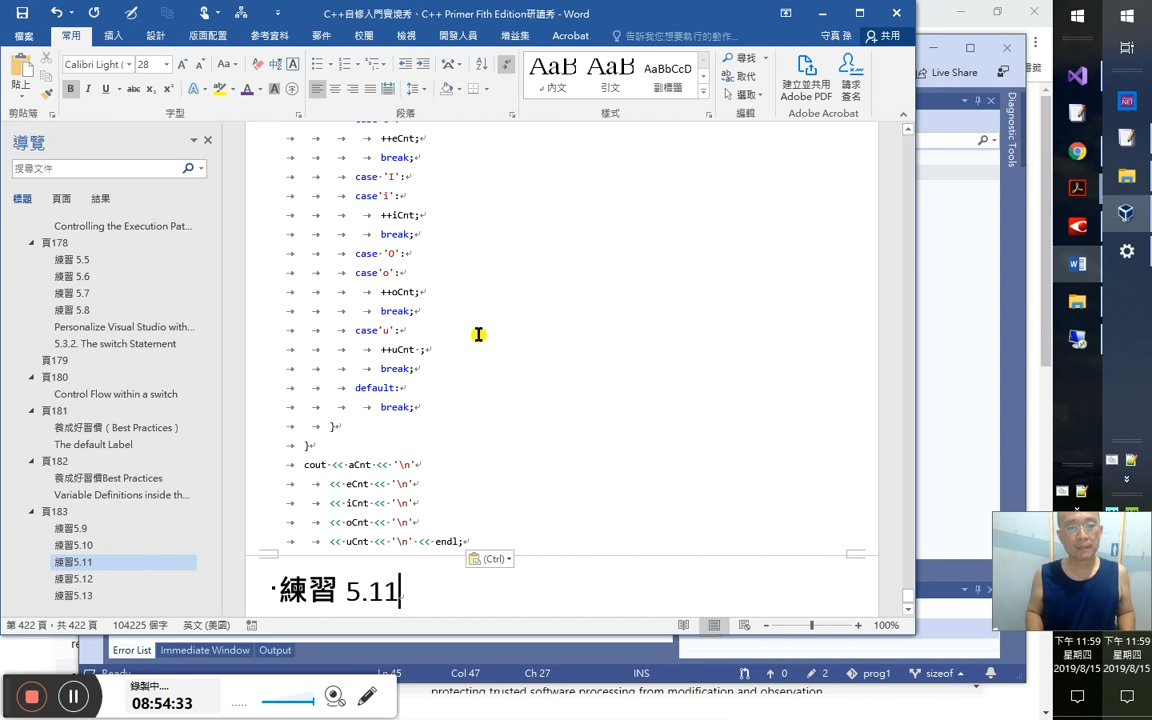 C++自修入門實境秀、C++ Primer Fith Edition研讀秀 - Word
檔案 常用 插入 設計 版面配置 參考資料 郵件 校閱 檢視 開發人員 增益集 Acrobat 告訴我您想要執行的動作... 守真 孫 共用
Calibri Light ( 28
貼上
AaB AaB AaBbCcD
內文 引文 副標題
尋找
取代
選取
建立並共用 Adobe PDF
請求簽名
剪貼簿 字型 段落 樣式 編輯 Adobe Acrobat
Live Share
Diagnostic Tools
導覽
搜尋文件
標題 頁面 結果
Controlling the Execution Pat...
頁178
練習 5.5
練習 5.6
練習 5.7
練習 5.8
Personalize Visual Studio with...
5.3.2. The switch Statement
頁179
頁180
Control Flow within a switch
頁181
養成好習慣（Best Practices）
The default Label
頁182
養成好習慣Best Practices
Variable Definitions inside th...
頁183
練習5.9
練習5.10
練習5.11
練習5.12
練習5.13
++eCnt;
break;
case 'I':
case'i':
++iCnt;
break;
case 'O':
case'o':
++oCnt;
break;
case'u':
++uCnt ;
break;
default:
break;
}
}
cout << aCnt << '\n'
<< eCnt << '\n'
<< iCnt << '\n'
<< oCnt << '\n'
<< uCnt << '\n' << endl;
(Ctrl)
練習 5.11
第 422 頁，共 422 頁 104225 個字 英文 (美國) 100%
Error List Immediate Window Output
Ready Ln 45 Col 47 Ch 27 INS 0 2 prog1 sizeof
錄製中....
08:54:33
protecting trusted software processing from modification and observation
下午 11:59
星期四
2019/8/15
下午 11:59
星期四
2019/8/15